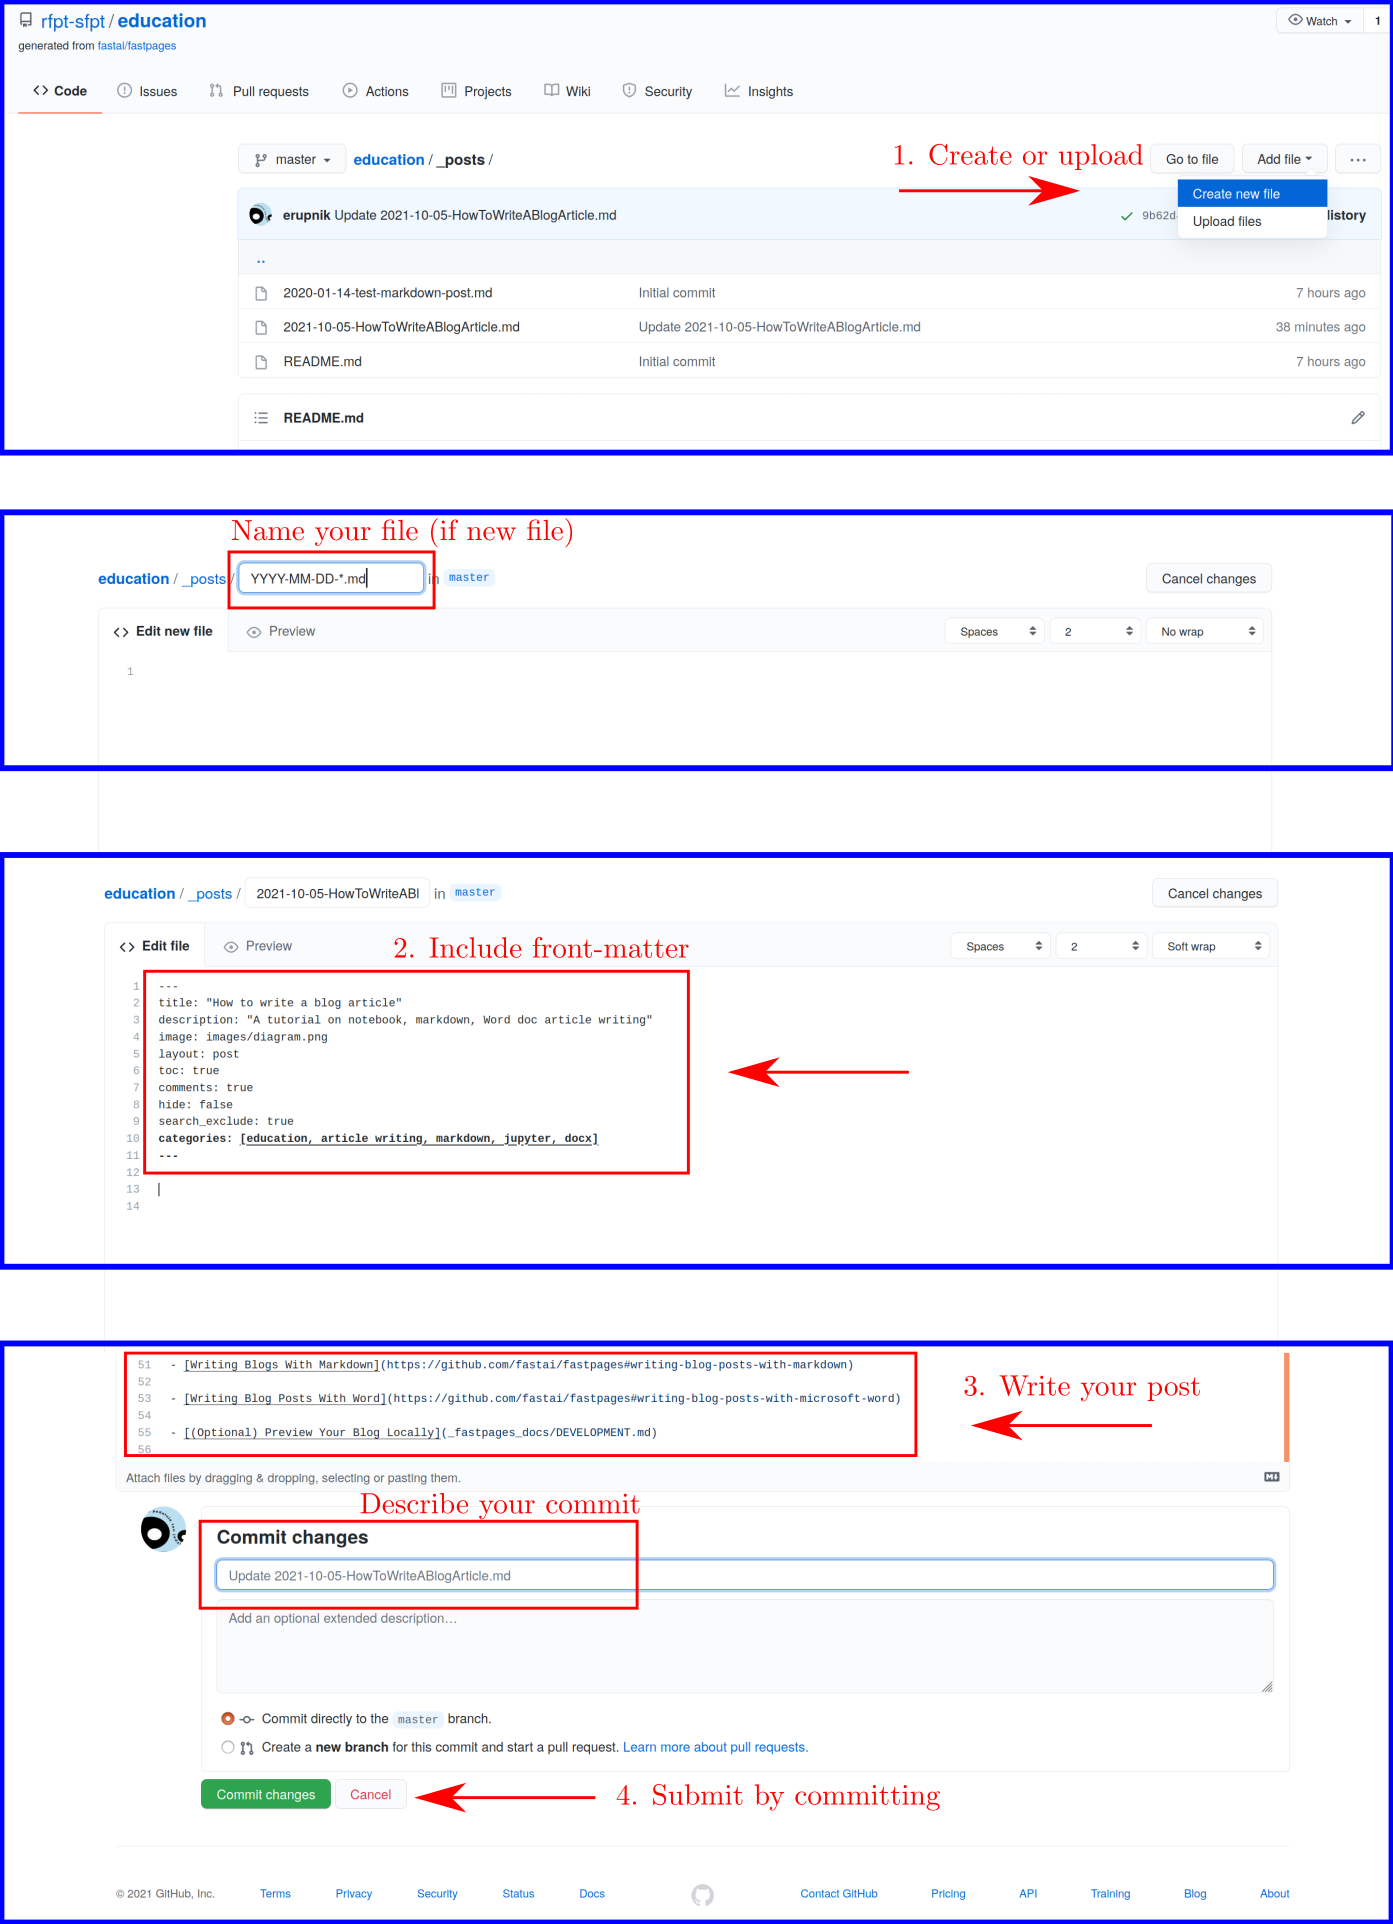 rfpt-sfpt / education
Watch 1
generated from fastai/fastpages
Code Issues Pull requests Actions Projects Wiki Security Insights
master education / _posts /
1. Create or upload
Go to file Add file ...
Create new file
erupnik Update 2021-10-05-HowToWriteABlogArticle.md
9b62d
listory
Upload files
..
2020-01-14-test-markdown-post.md Initial commit 7 hours ago
2021-10-05-HowToWriteABlogArticle.md Update 2021-10-05-HowToWriteABlogArticle.md 38 minutes ago
README.md Initial commit 7 hours ago
README.md
Name your file (if new file)
education / _posts / YYYY-MM-DD-*.md in master Cancel changes
<> Edit new file Preview Spaces 2 No wrap
1
education / _posts / 2021-10-05-HowToWriteABl in master Cancel changes
<> Edit file Preview 2. Include front-matter Spaces 2 Soft wrap
1 ---
2 title: "How to write a blog article"
3 description: "A tutorial on notebook, markdown, Word doc article writing"
4 image: images/diagram.png
5 layout: post
6 toc: true
7 comments: true
8 hide: false
9 search_exclude: true
10 categories: [education, article writing, markdown, jupyter, docx]
11 ---
12
13
14
51 - [Writing Blogs With Markdown](https://github.com/fastai/fastpages#writing-blog-posts-with-markdown)
52
53 - [Writing Blog Posts With Word](https://github.com/fastai/fastpages#writing-blog-posts-with-microsoft-word)
54
55 - [(Optional) Preview Your Blog Locally](_fastpages_docs/DEVELOPMENT.md)
56
3. Write your post
Attach files by dragging & dropping, selecting or pasting them.
Describe your commit
Commit changes
Update 2021-10-05-HowToWriteABlogArticle.md
Add an optional extended description…
Commit directly to the master branch.
Create a new branch for this commit and start a pull request. Learn more about pull requests.
Commit changes Cancel 4. Submit by committing
© 2021 GitHub, Inc. Terms Privacy Security Status Docs Contact GitHub Pricing API Training Blog About